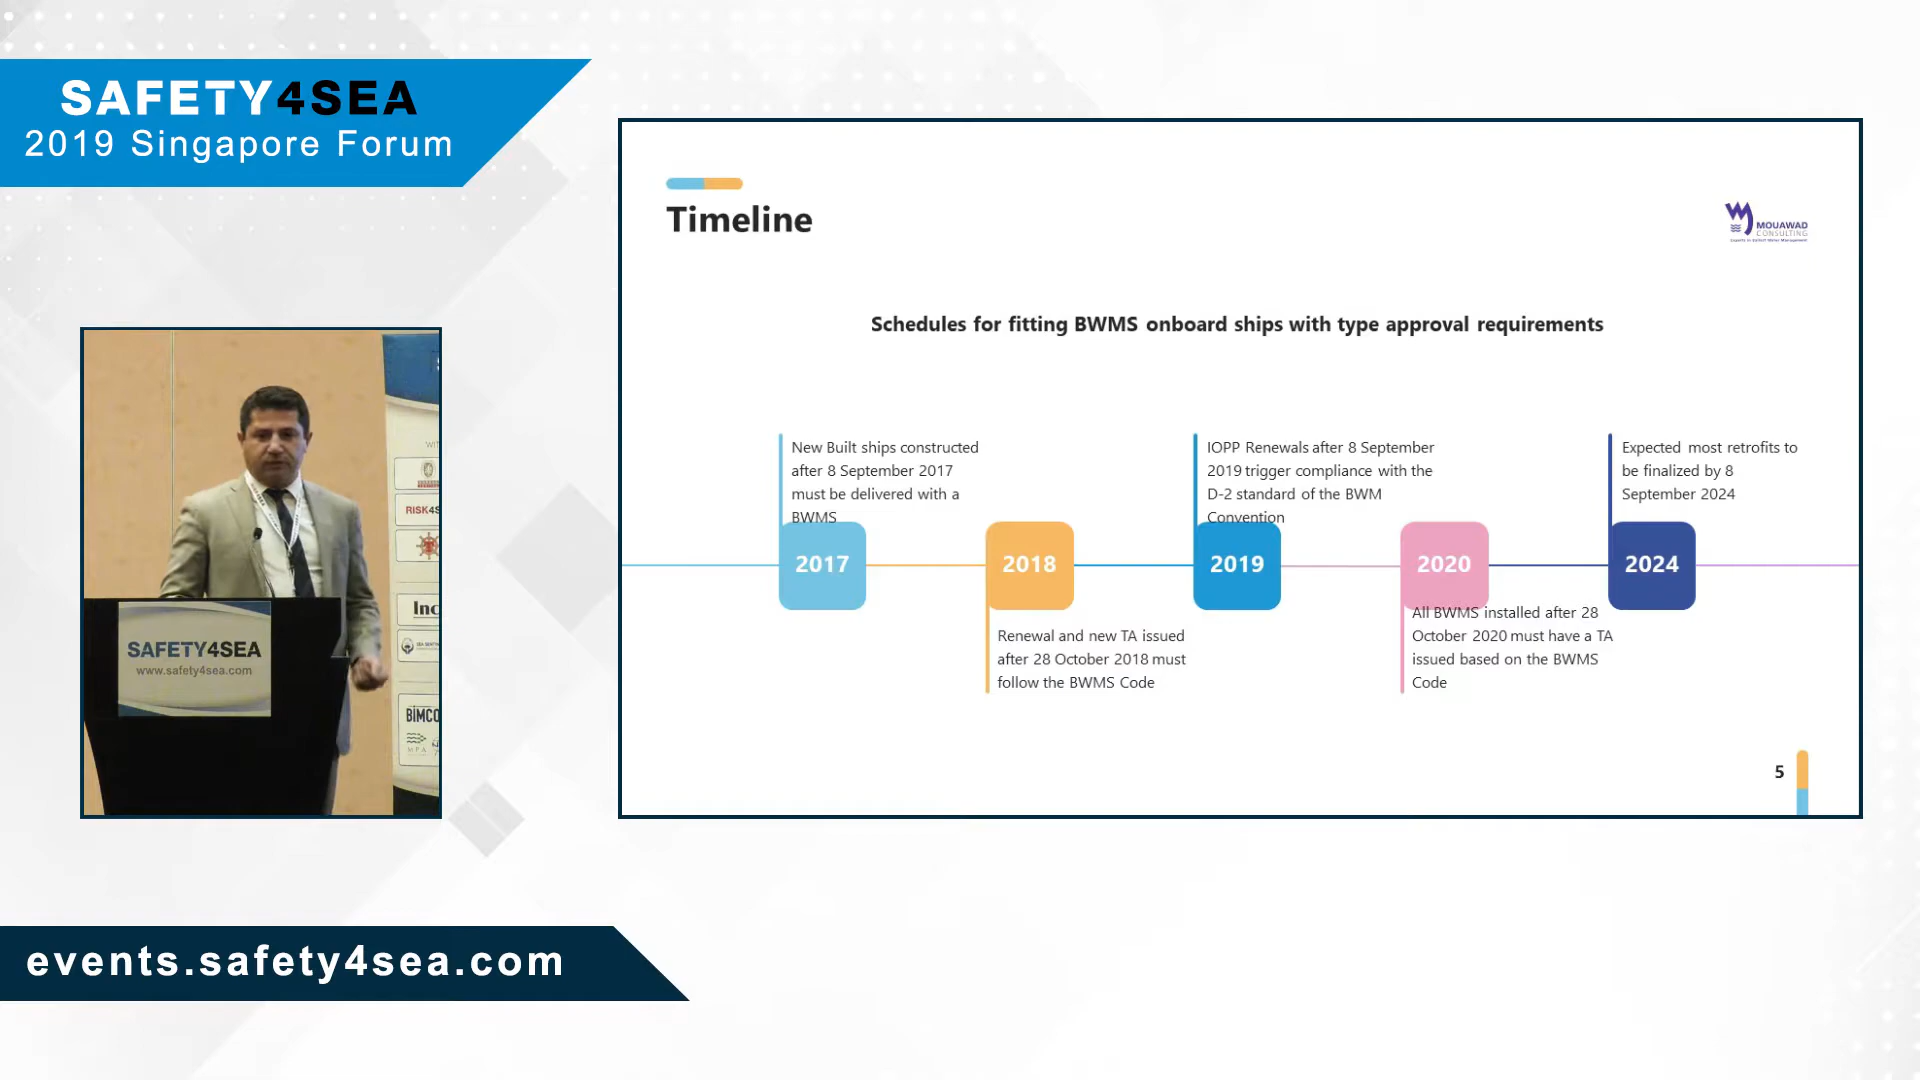 SAFETY4SEA
2019 Singapore Forum
Timeline
MOUAWAD
CONSULTING
Schedules for fitting BWMS onboard ships with type approval requirements
New Built ships constructed
after 8 September 2017
must be delivered with a
BWMS
IOPP Renewals after 8 September
2019 trigger compliance with the
D-2 standard of the BWM
Convention
Expected most retrofits to
be finalized by 8
September 2024
2017
2018
2019
2020
2024
Renewal and new TA issued
after 28 October 2018 must
follow the BWMS Code
All BWMS installed after 28
October 2020 must have a TA
issued based on the BWMS
Code
5
WIT
RISK4S
Inc
BIMCO
MPA
SAFETY4SEA
www.safety4sea.com
events.safety4sea.com